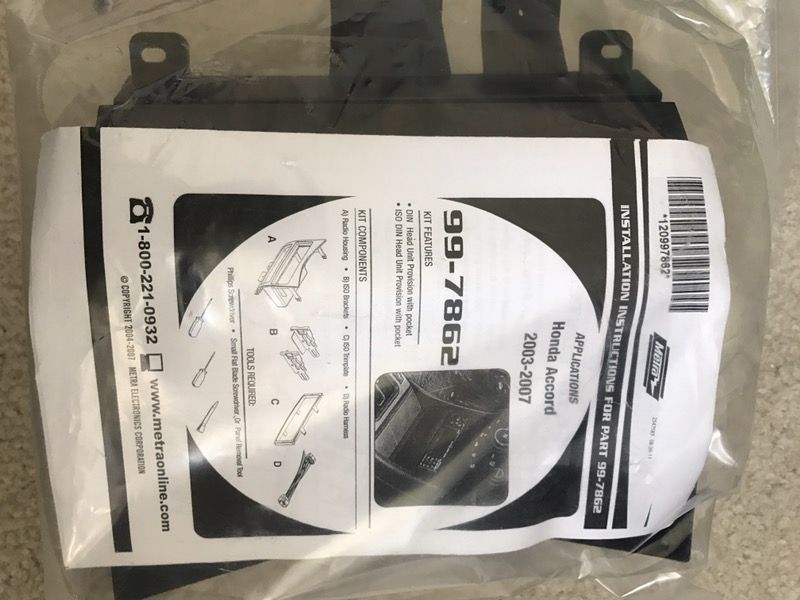 *120997862*
Metra
INSTALLATION INSTRUCTIONS FOR PART 99-7862
APPLICATIONS
Honda Accord
2003-2007
99-7862
KIT FEATURES
• DIN Head Unit Provision with pocket
• ISO DIN Head Unit Provision with pocket
KIT COMPONENTS
A) Radio Housing • B) ISO Brackets • C) ISO Trimplate • D) Radio Harness
A
B
C
D
TOOLS REQUIRED:
Phillips Screwdriver • Small Flat Blade Screwdriver, Or Panel Removal Tool
1-800-221-0932
www.metraonline.com
© COPYRIGHT 2004-2007 METRA ELECTRONICS CORPORATION